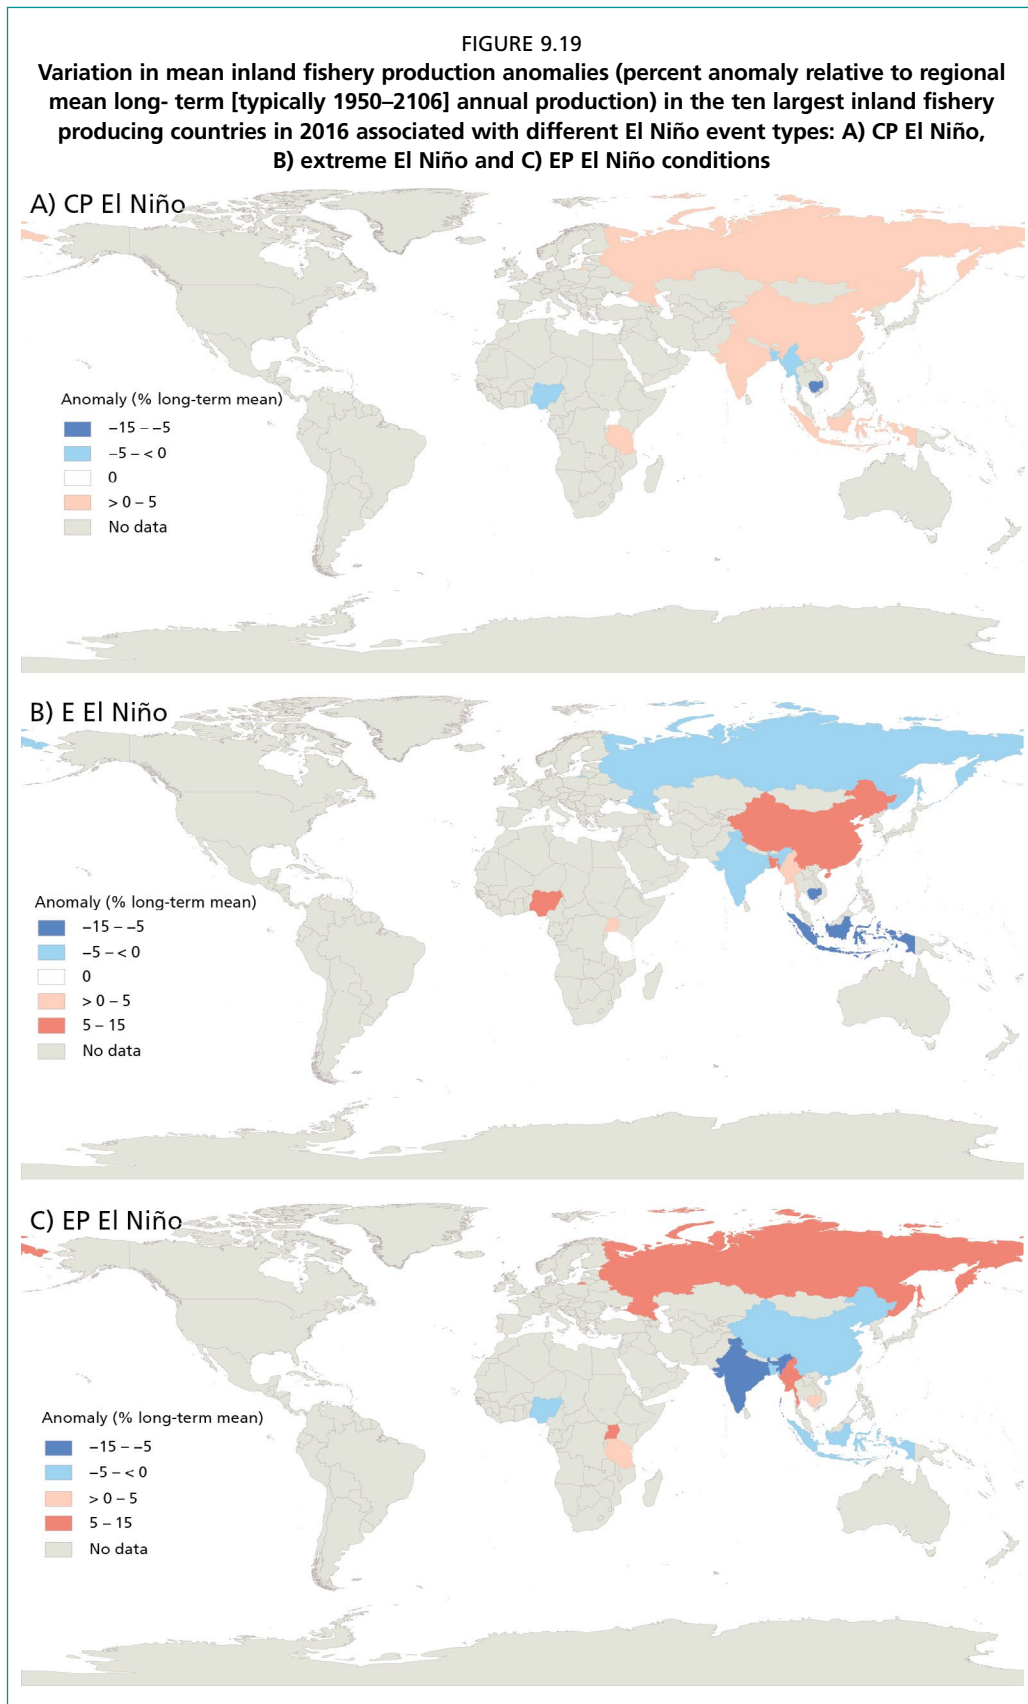 FIGURE 9.19
Variation in mean inland fishery production anomalies (percent anomaly relative to regional
mean long- term [typically 1950–2106] annual production) in the ten largest inland fishery
producing countries in 2016 associated with different El Niño event types: A) CP El Niño,
B) extreme El Niño and C) EP El Niño conditions
A) CP El Niño
Anomaly (% long-term mean)
−15 – −5
−5 – < 0
0
> 0 – 5
No data
B) E El Niño
Anomaly (% long-term mean)
−15 – −5
−5 – < 0
0
> 0 – 5
5 – 15
No data
C) EP El Niño
Anomaly (% long-term mean)
−15 – −5
−5 – < 0
> 0 – 5
5 – 15
No data